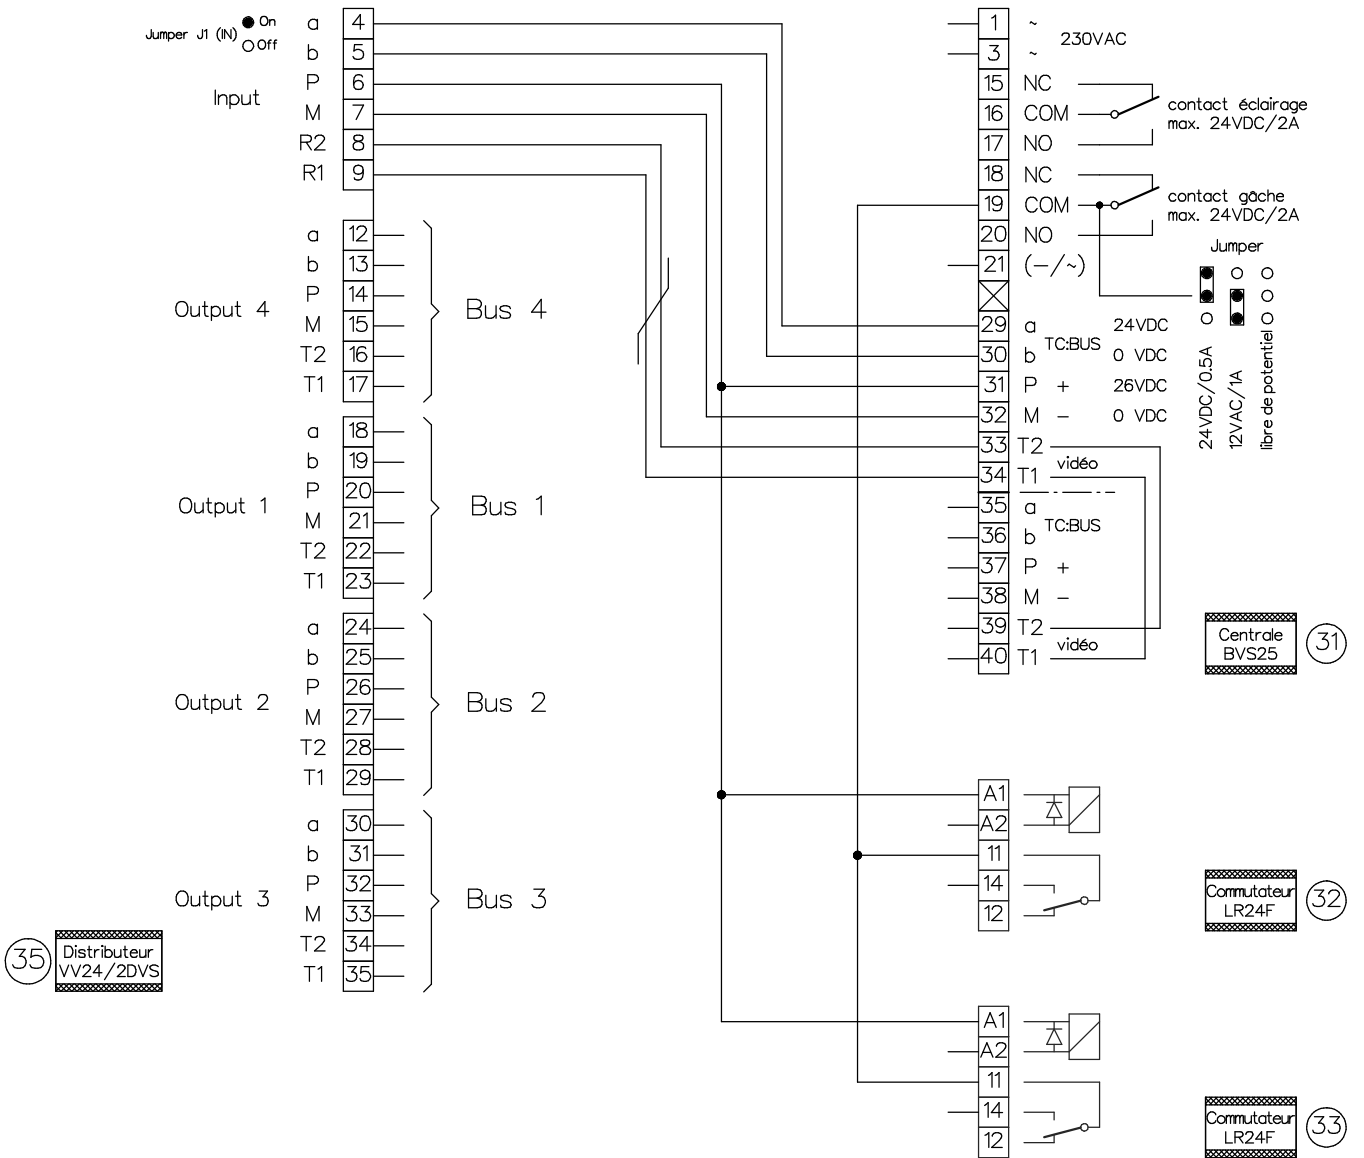 Jumper J1 (IN)
On
Off
Input
a 4
b 5
P 6
M 7
R2 8
R1 9
Output 4
a 12
b 13
P 14
M 15
T2 16
T1 17
Bus 4
Output 1
a 18
b 19
P 20
M 21
T2 22
T1 23
Bus 1
Output 2
a 24
b 25
P 26
M 27
T2 28
T1 29
Bus 2
Output 3
a 30
b 31
P 32
M 33
T2 34
T1 35
Bus 3
35
Distributeur
VV24/2DVS
1 ~
3 ~
230VAC
15 NC
16 COM
17 NO
contact éclairage
max. 24VDC/2A
18 NC
19 COM
20 NO
contact gâche
max. 24VDC/2A
21 (-/~)
Jumper
24VDC/0.5A
12VAC/1A
libre de potentiel
29 a 24VDC
TC:BUS
30 b 0 VDC
31 P + 26VDC
32 M - 0 VDC
33 T2
vidéo
34 T1
35 a
TC:BUS
36 b
37 P +
38 M -
39 T2
vidéo
40 T1
Centrale
BVS25
31
A1
A2
11
14
12
Commutateur
LR24F
32
A1
A2
11
14
12
Commutateur
LR24F
33